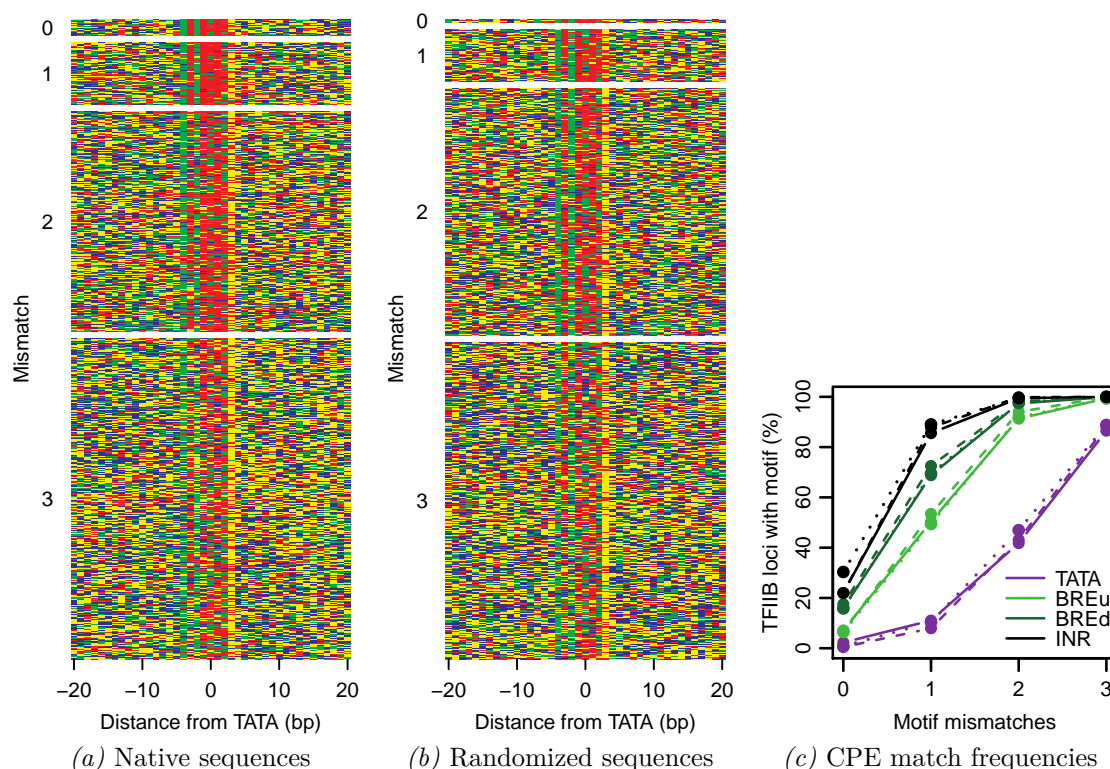 0
1
2
3
Mismatch
−20 −10 0 10 20
Distance from TATA (bp)
(a) Native sequences
0
1
2
3
Mismatch
−20 −10 0 10 20
Distance from TATA (bp)
(b) Randomized sequences
TFIIB loci with motif (%)
100
80
60
40
20
0
TATA
BREu
BREd
INR
0 1 2 3
Motif mismatches
(c) CPE match frequencies